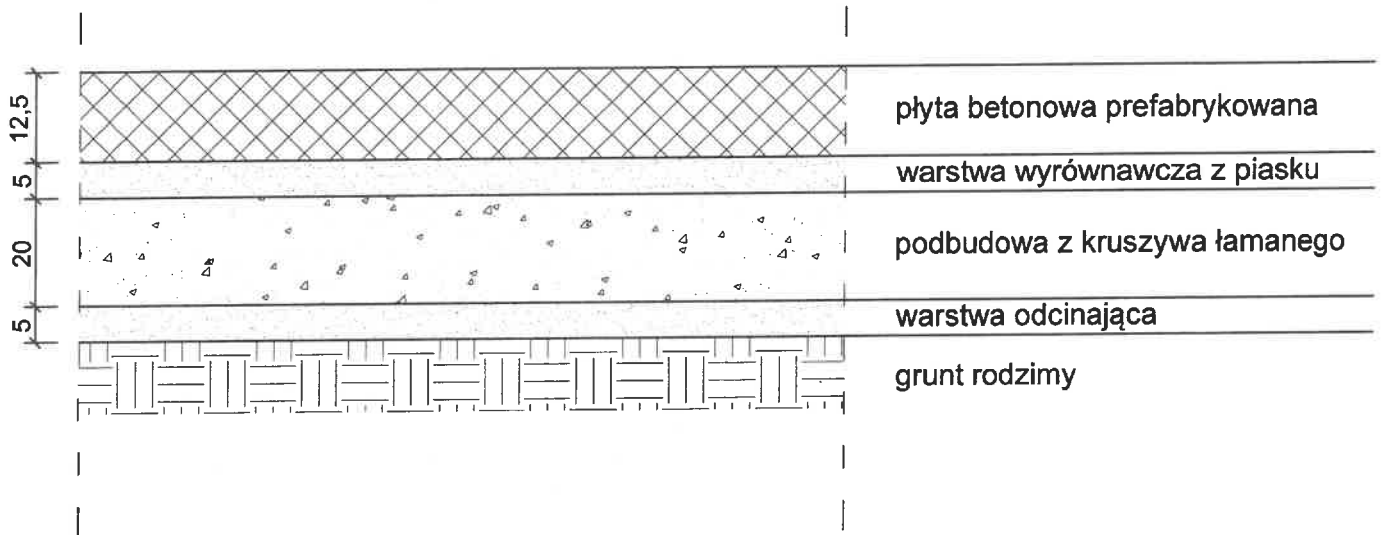 12,5
płyta betonowa prefabrykowana
5
warstwa wyrównawcza z piasku
20
podbudowa z kruszywa łamanego
5
warstwa odcinająca
grunt rodzimy